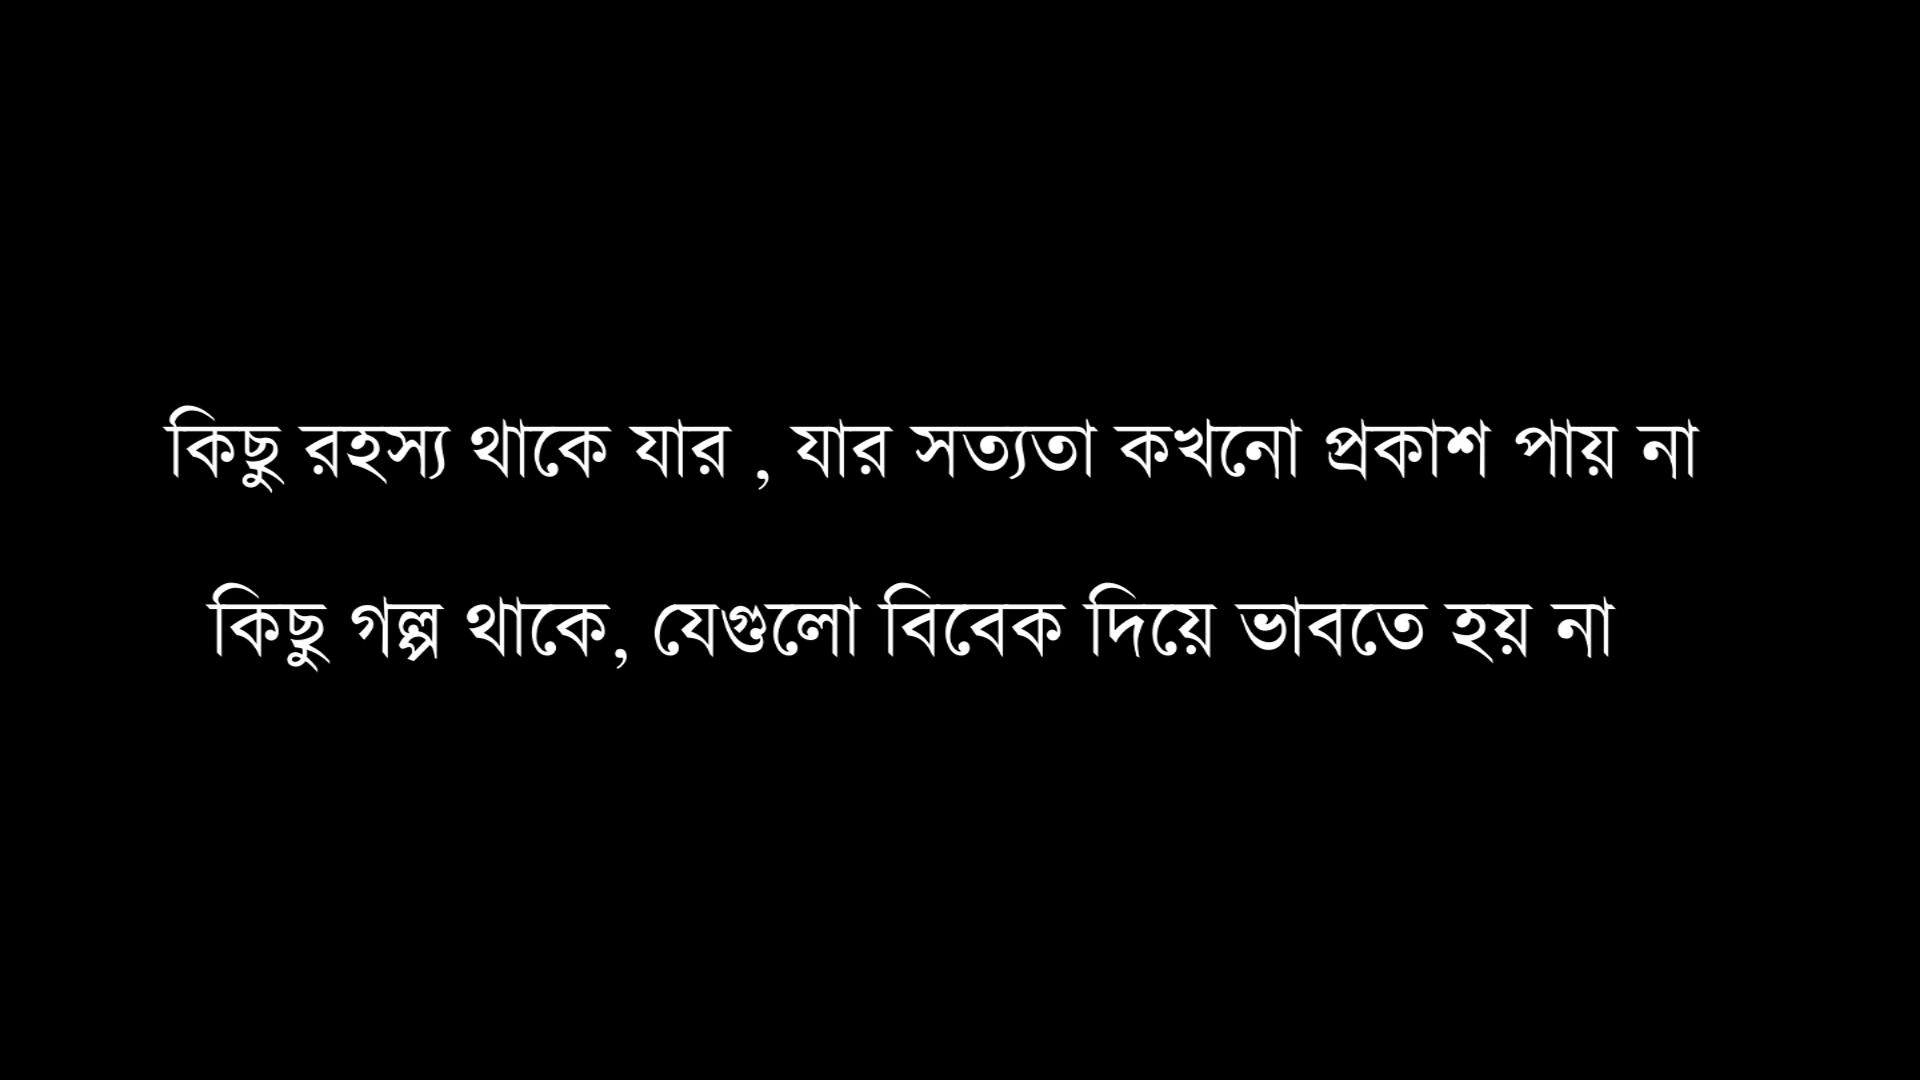 কিছু রহস্য থাকে যার , যার সত্যতা কখনো প্রকাশ পায় না
কিছু গল্প থাকে, যেগুলো বিবেক দিয়ে ভাবতে হয় না